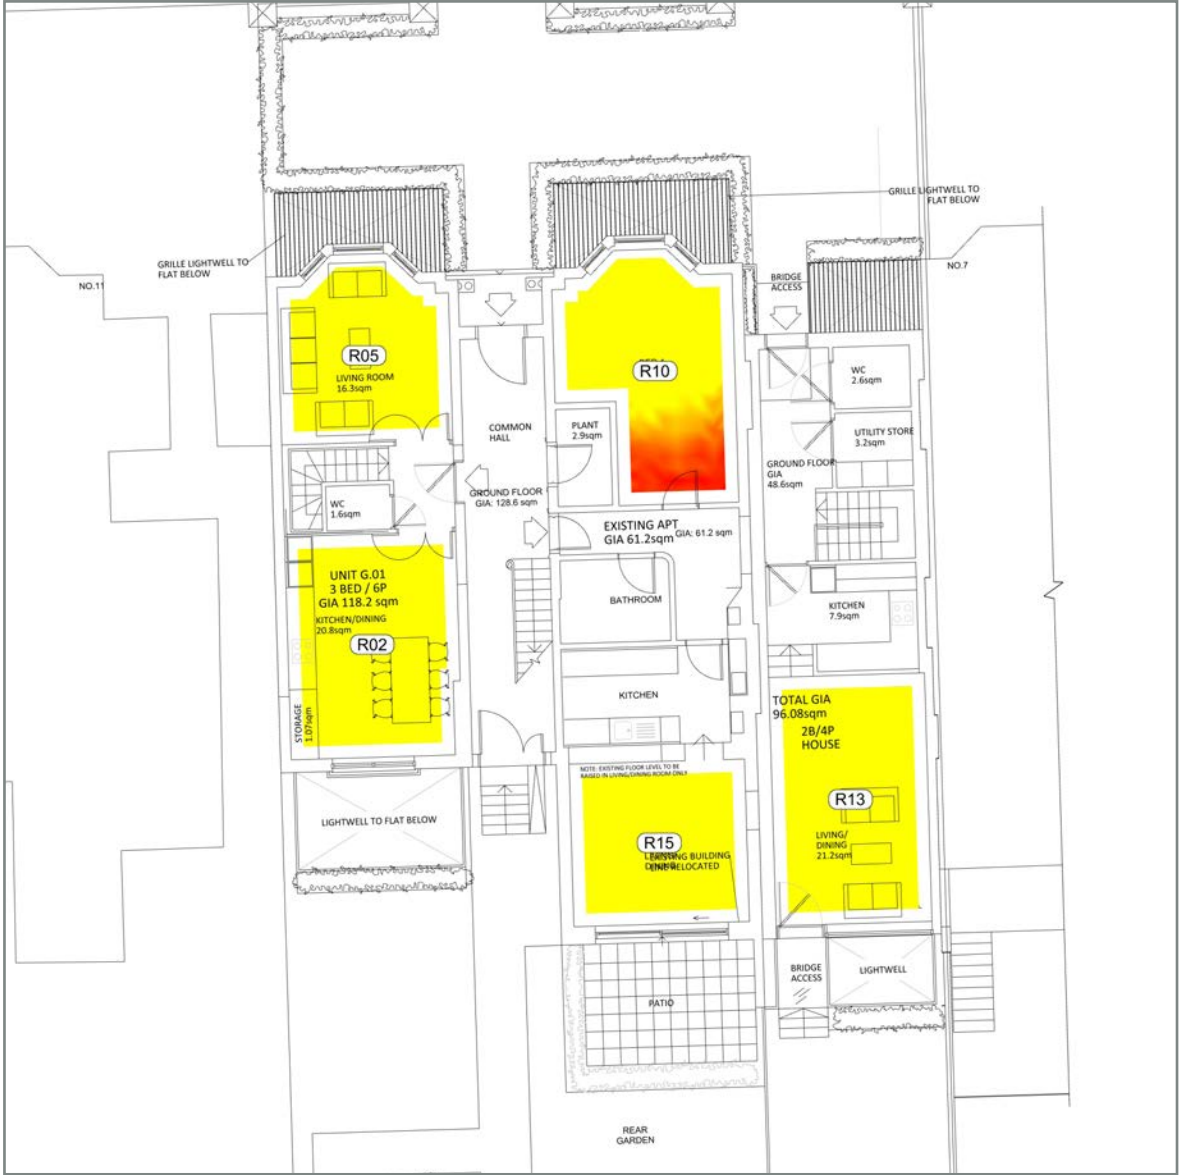 GRILLE LIGHTWELL TO
FLAT BELOW
GRILLE LIGHTWELL TO
FLAT BELOW
NO.11
NO.7
BRIDGE
ACCESS
R05
LIVING ROOM
16.3sqm
R10
WC
2.6sqm
COMMON
HALL
PLANT
2.9sqm
UTILITY STORE
3.2sqm
GROUND FLOOR
GIA
48.6sqm
GROUND FLOOR
GIA: 128.6 sqm
WC
1.6sqm
EXISTING APT
GIA 61.2sqm
GIA: 61.2 sqm
UNIT G.01
3 BED / 6P
GIA 118.2 sqm
KITCHEN/DINING
20.8sqm
R02
BATHROOM
KITCHEN
7.9sqm
STORAGE
1.07sqm
KITCHEN
TOTAL GIA
96.08sqm
2B/4P
HOUSE
NOTE: EXISTING FLOOR LEVEL TO BE
RAISED IN LIVING/DINING ROOM ONLY
R13
LIGHTWELL TO FLAT BELOW
R15
EXISTING BUILDING
LINE RELOCATED
LIVING/
DINING
21.2sqm
BRIDGE
ACCESS
LIGHTWELL
PATIO
REAR
GARDEN